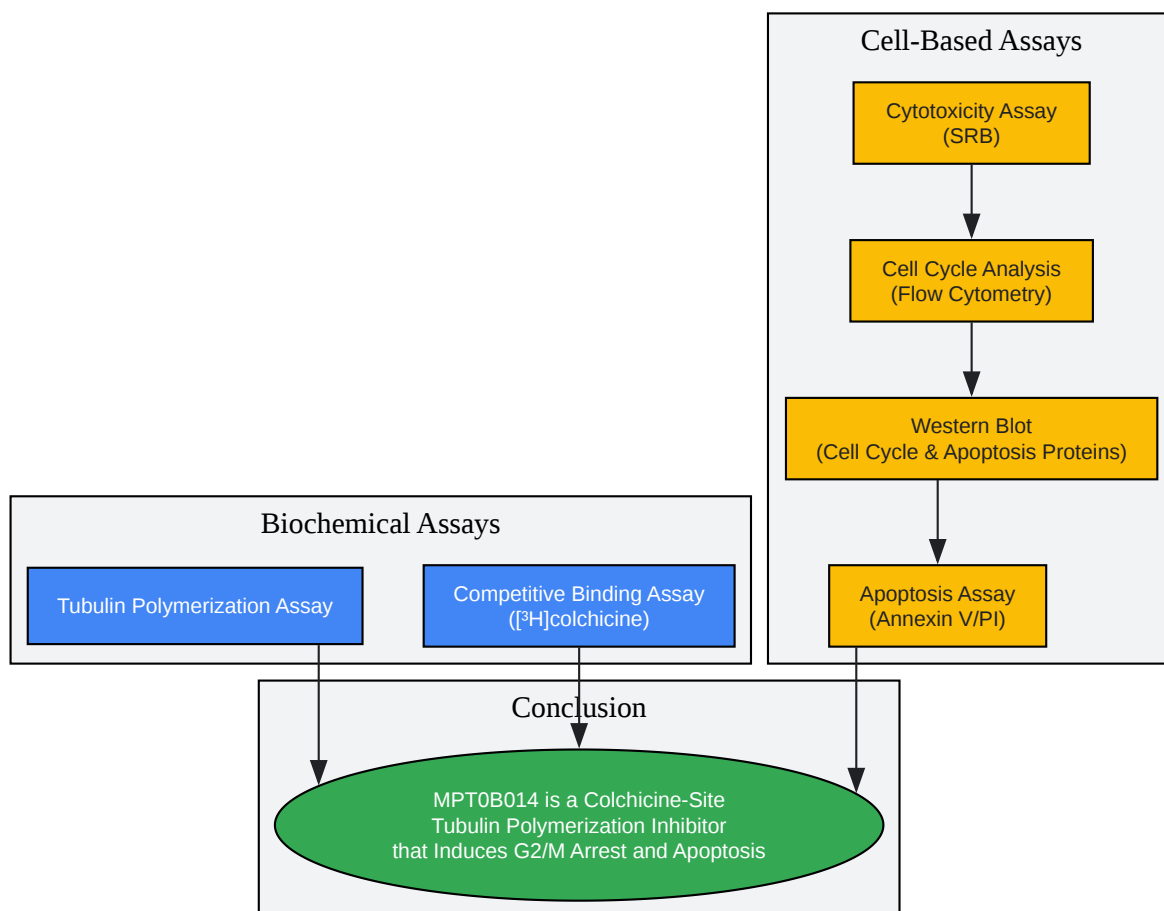 Cell-Based Assays
Cytotoxicity Assay
(SRB)
Cell Cycle Analysis
(Flow Cytometry)
Western Blot
(Cell Cycle & Apoptosis Proteins)
Apoptosis Assay
(Annexin V/PI)
Biochemical Assays
Tubulin Polymerization Assay
Competitive Binding Assay
([³H]colchicine)
Conclusion
MPT0B014 is a Colchicine-Site
Tubulin Polymerization Inhibitor
that Induces G2/M Arrest and Apoptosis